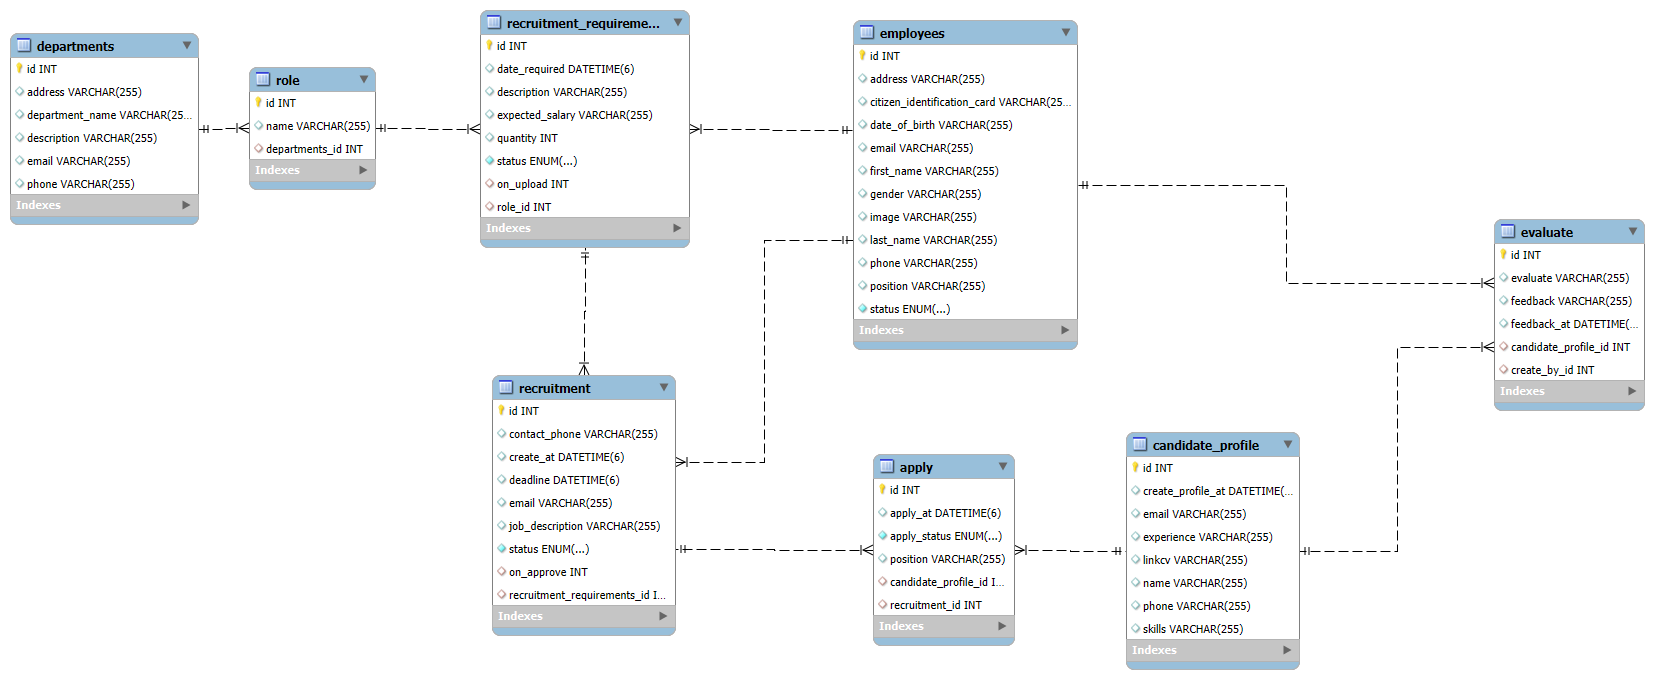 departments
id INT
address VARCHAR(255)
department_name VARCHAR(25...
description VARCHAR(255)
email VARCHAR(255)
phone VARCHAR(255)
Indexes
role
id INT
name VARCHAR(255)
departments_id INT
Indexes
recruitment_requireme...
id INT
date_required DATETIME(6)
description VARCHAR(255)
expected_salary VARCHAR(255)
quantity INT
status ENUM(...)
on_upload INT
role_id INT
Indexes
employees
id INT
address VARCHAR(255)
citizen_identification_card VARCHAR(25...
date_of_birth VARCHAR(255)
email VARCHAR(255)
first_name VARCHAR(255)
gender VARCHAR(255)
image VARCHAR(255)
last_name VARCHAR(255)
phone VARCHAR(255)
position VARCHAR(255)
status ENUM(...)
Indexes
evaluate
id INT
evaluate VARCHAR(255)
feedback VARCHAR(255)
feedback_at DATETIME(...
candidate_profile_id INT
create_by_id INT
Indexes
recruitment
id INT
contact_phone VARCHAR(255)
create_at DATETIME(6)
deadline DATETIME(6)
email VARCHAR(255)
job_description VARCHAR(255)
status ENUM(...)
on_approve INT
recruitment_requirements_id I...
Indexes
apply
id INT
apply_at DATETIME(6)
apply_status ENUM(...)
position VARCHAR(255)
candidate_profile_id I...
recruitment_id INT
Indexes
candidate_profile
id INT
create_profile_at DATETIME(...
email VARCHAR(255)
experience VARCHAR(255)
linkcv VARCHAR(255)
name VARCHAR(255)
phone VARCHAR(255)
skills VARCHAR(255)
Indexes